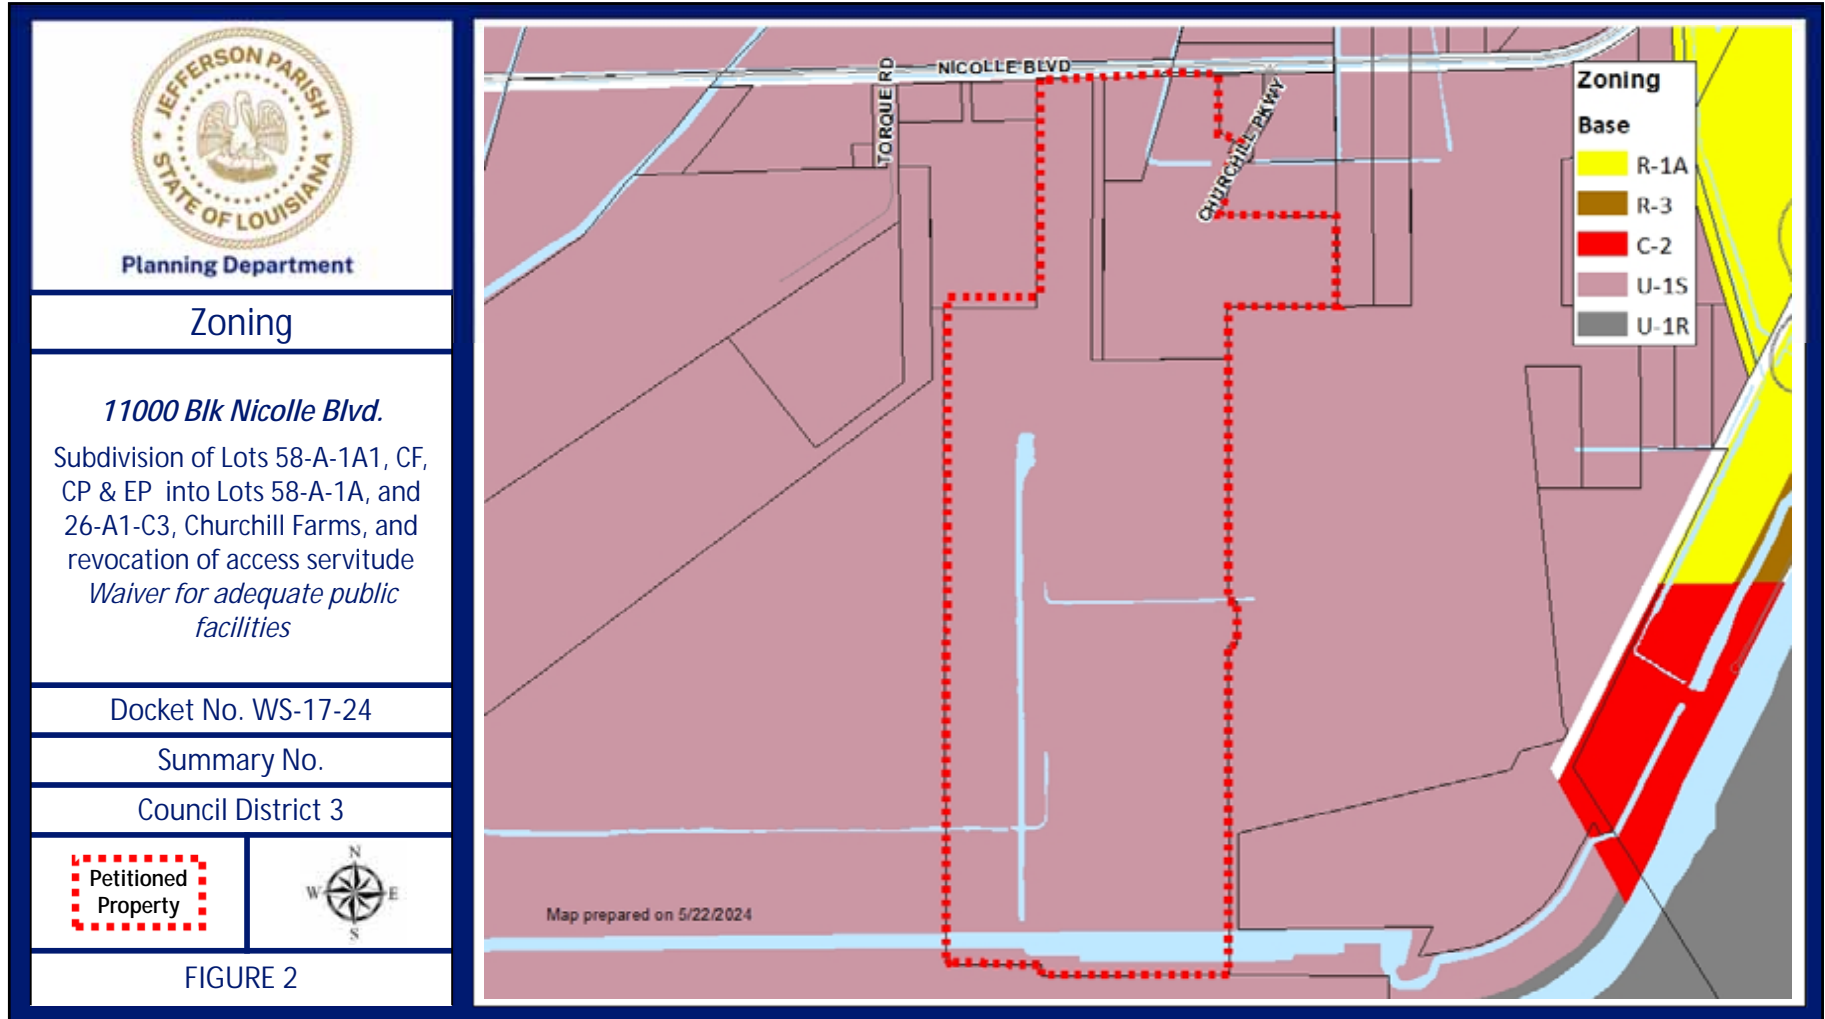 JEFFERSON PARISH
STATE OF LOUISIANA
Planning Department
Zoning
11000 Blk Nicolle Blvd.
Subdivision of Lots 58-A-1A1, CF,
CP & EP into Lots 58-A-1A, and
26-A1-C3, Churchill Farms, and
revocation of access servitude
Waiver for adequate public
facilities
Docket No. WS-17-24
Summary No.
Council District 3
Petitioned
Property
N
W E
S
FIGURE 2
NICOLLE BLVD
TORQUE RD
CHURCHILL PKWY
Zoning
Base
R-1A
R-3
C-2
U-1S
U-1R
Map prepared on 5/22/2024